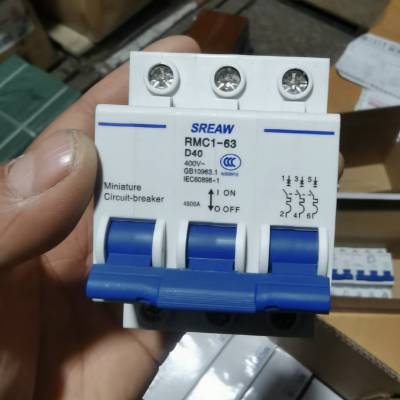 SREAW
RMC1-63
D40
400V~
GB10963.1
IEC60898-1
CCC
Miniature
Circuit-breaker
4500A
I ON
O OFF
1 3 5
2 4 6